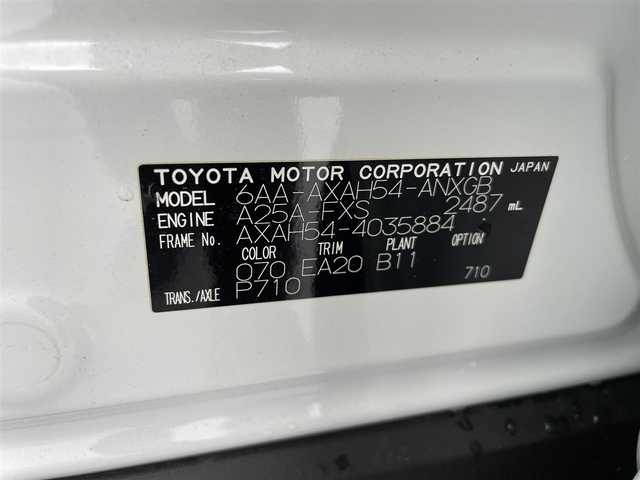 TOYOTA MOTOR CORPORATION JAPAN
MODEL 6AA-AXAH54-ANXGB
ENGINE A25A-FXS 2487 mL
FRAME No. AXAH54-4035884
COLOR TRIM PLANT OPTION
070 EA20 B11 710
TRANS./AXLE P710